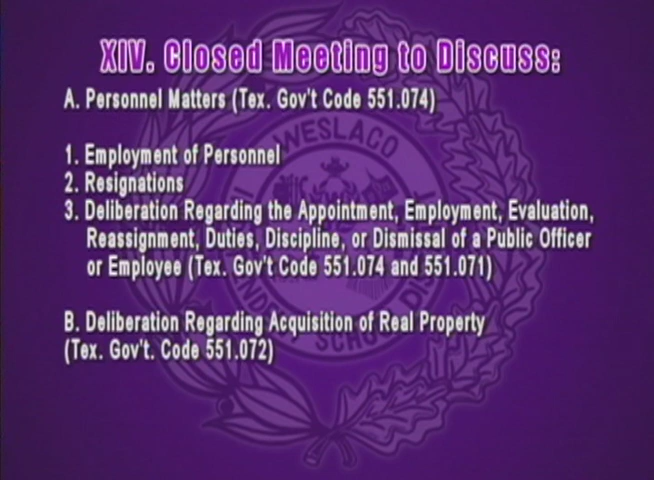 XIV. Closed Meeting to Discuss:
A. Personnel Matters (Tex. Gov't Code 551.074)
1. Employment of Personnel
2. Resignations
3. Deliberation Regarding the Appointment, Employment, Evaluation,
Reassignment, Duties, Discipline, or Dismissal of a Public Officer
or Employee (Tex. Gov't Code 551.074 and 551.071)
B. Deliberation Regarding Acquisition of Real Property
(Tex. Gov't. Code 551.072)
WESLACO